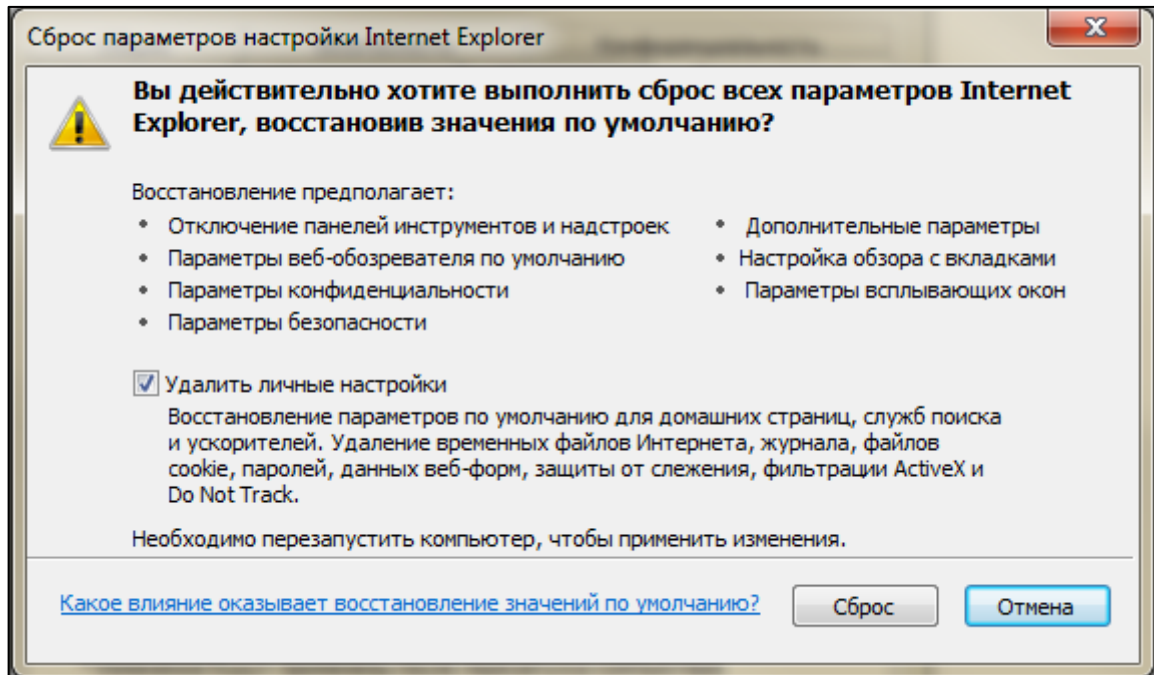 Сброс параметров настройки Internet Explorer
Вы действительно хотите выполнить сброс всех параметров Internet
Explorer, восстановив значения по умолчанию?
Восстановление предполагает:
• Отключение панелей инструментов и надстроек
• Параметры веб-обозревателя по умолчанию
• Параметры конфиденциальности
• Параметры безопасности
• Дополнительные параметры
• Настройка обзора с вкладками
• Параметры всплывающих окон
Удалить личные настройки
Восстановление параметров по умолчанию для домашних страниц, служб поиска
и ускорителей. Удаление временных файлов Интернета, журнала, файлов
cookie, паролей, данных веб-форм, защиты от слежения, фильтрации ActiveX и
Do Not Track.
Необходимо перезапустить компьютер, чтобы применить изменения.
Какое влияние оказывает восстановление значений по умолчанию?
Сброс
Отмена